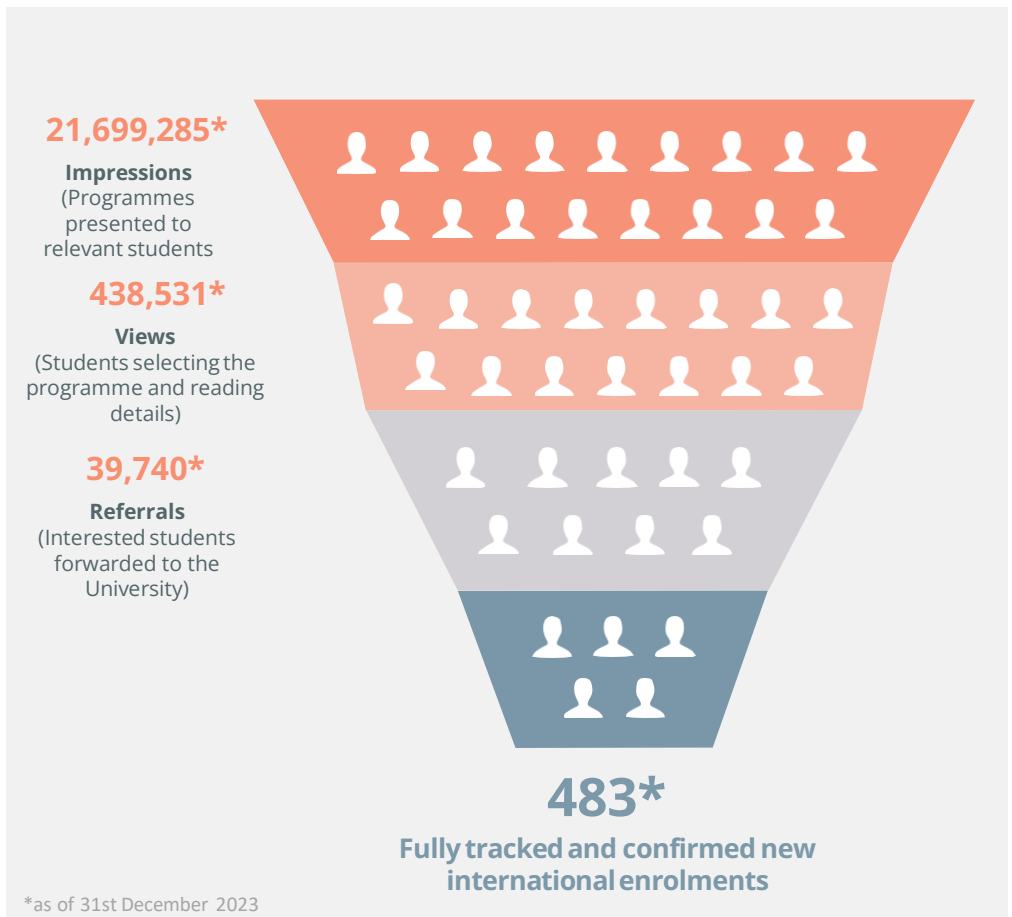 21,699,285*
Impressions
(Programmes
presented to
relevant students
438,531*
Views
(Students selecting the
programme and reading
details)
39,740*
Referrals
(Interested students
forwarded to the
University)
483*
Fully tracked and confirmed new
international enrolments
*as of 31st December 2023